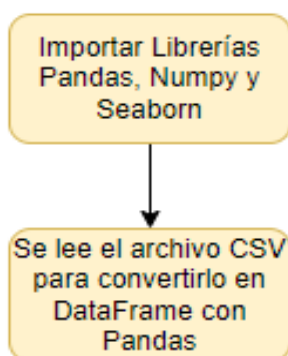 Importar Librerías
Pandas, Numpy y
Seaborn
Se lee el archivo CSV
para convertirlo en
DataFrame con
Pandas